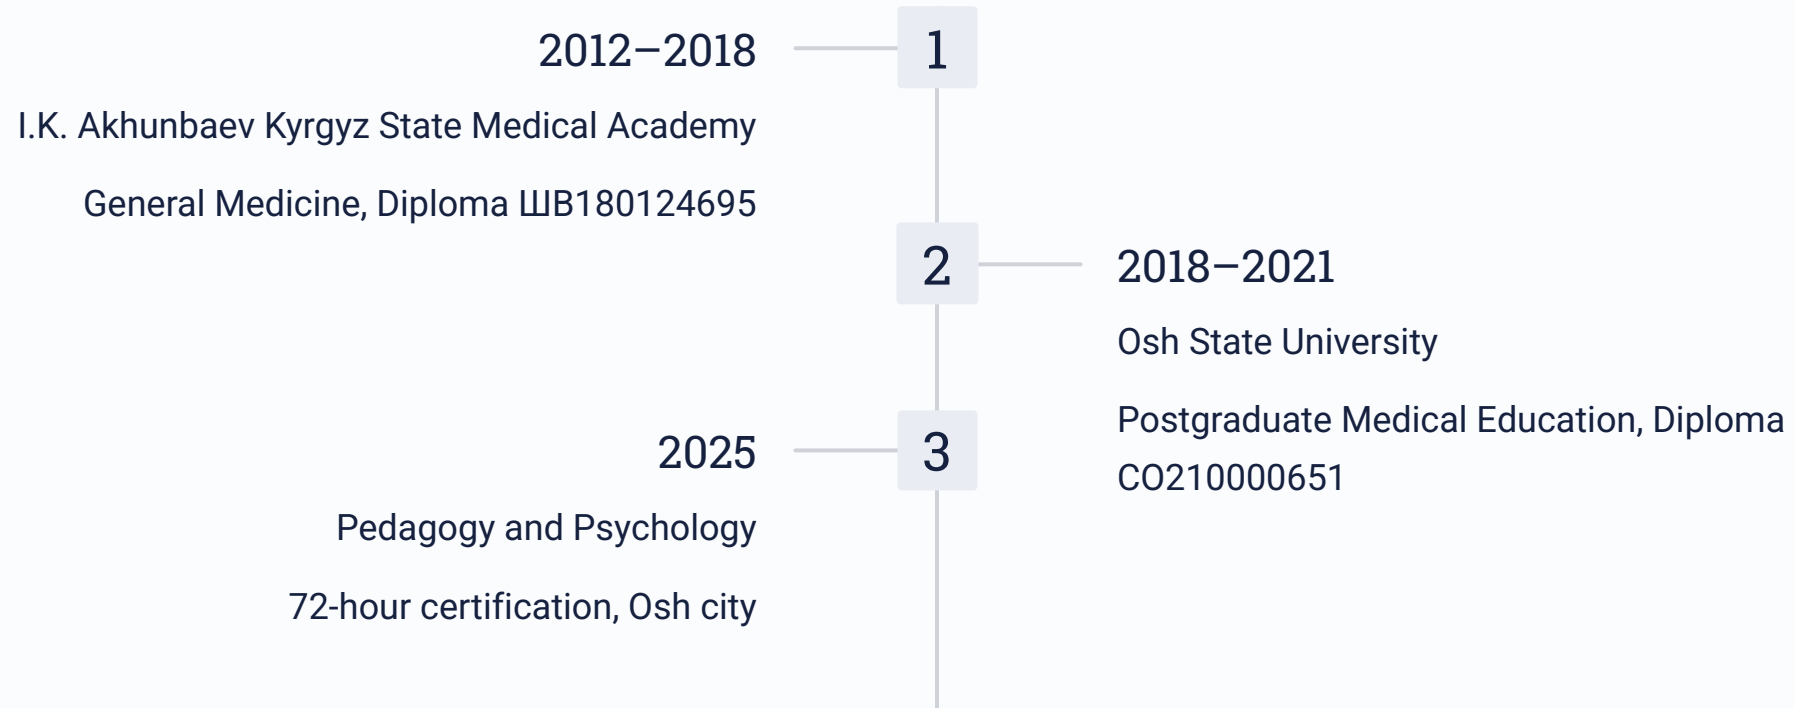 1
2012–2018
I.K. Akhunbaev Kyrgyz State Medical Academy
General Medicine, Diploma ШВ180124695
2
2018–2021
Osh State University
Postgraduate Medical Education, Diploma
CO210000651
3
2025
Pedagogy and Psychology
72-hour certification, Osh city